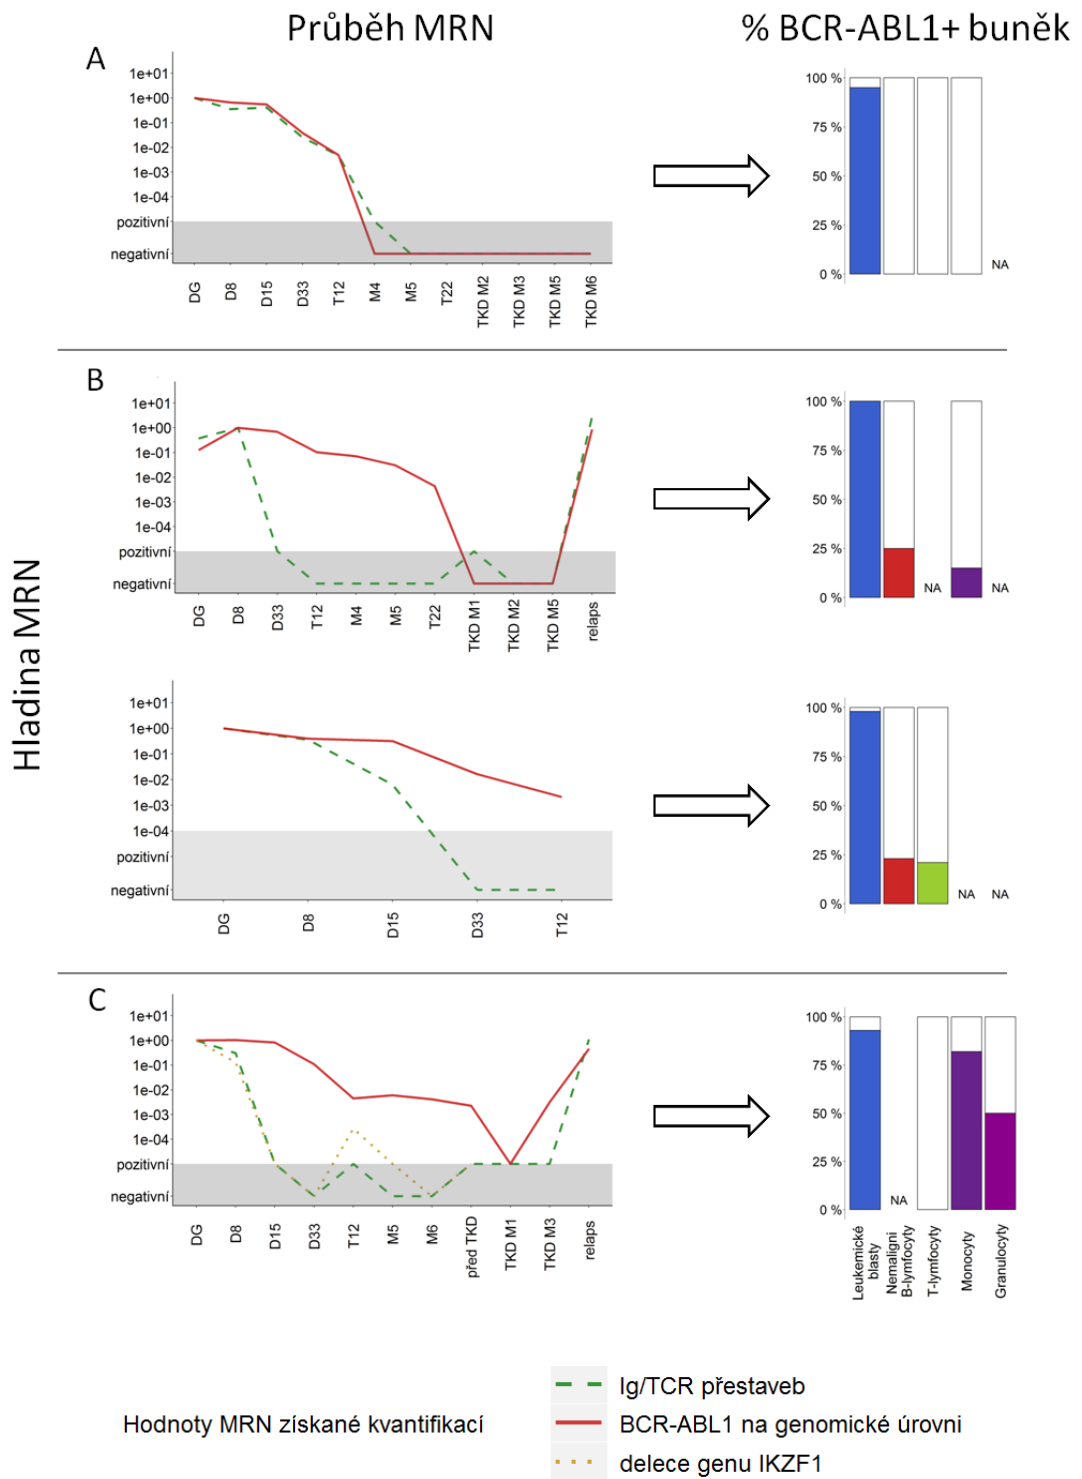 Průběh MRN
% BCR-ABL1+ buněk
Hladina MRN
A
1e+01
1e+00
1e-01
1e-02
1e-03
1e-04
pozitivní
negativní
DG
D8
D15
D33
T12
M4
M5
T22
TKD M2
TKD M3
TKD M5
TKD M6
100 %
75 %
50 %
25 %
0 %
NA
B
1e+01
1e+00
1e-01
1e-02
1e-03
1e-04
pozitivní
negativní
DG
D8
D33
T12
M4
M5
T22
TKD M1
TKD M2
TKD M5
relaps
100 %
75 %
50 %
25 %
0 %
NA
NA
1e+01
1e+00
1e-01
1e-02
1e-03
1e-04
pozitivní
negativní
DG
D8
D15
D33
T12
100 %
75 %
50 %
25 %
0 %
NA
NA
C
1e+01
1e+00
1e-01
1e-02
1e-03
1e-04
pozitivní
negativní
DG
D8
D15
D33
T12
M5
M6
před TKD
TKD M1
TKD M3
relaps
100 %
75 %
50 %
25 %
0 %
NA
Leukemické
blasty
Nemaligni
B-lymfocyty
T-lymfocyty
Monocyty
Granulocyty
Hodnoty MRN získané kvantifikací
Ig/TCR přestaveb
BCR-ABL1 na genomické úrovni
delece genu IKZF1